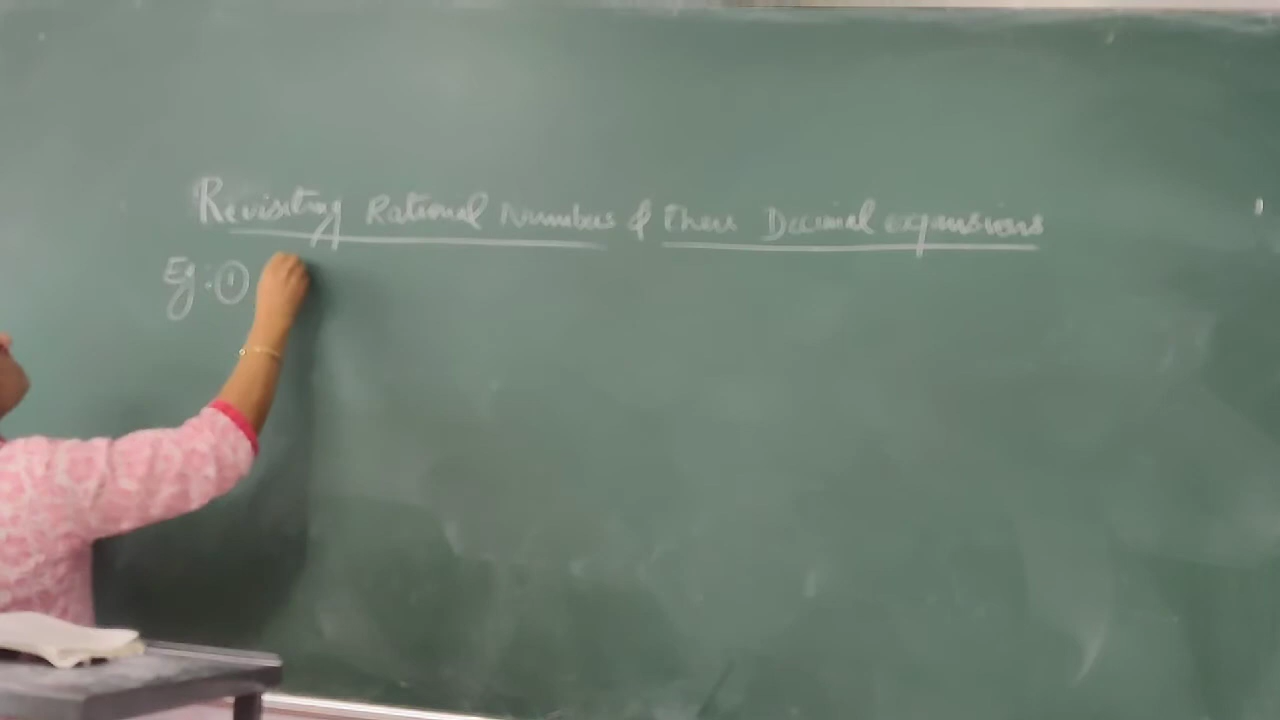 Revisiting Rational Numbers & Their Decimal expansions
Eg: ①